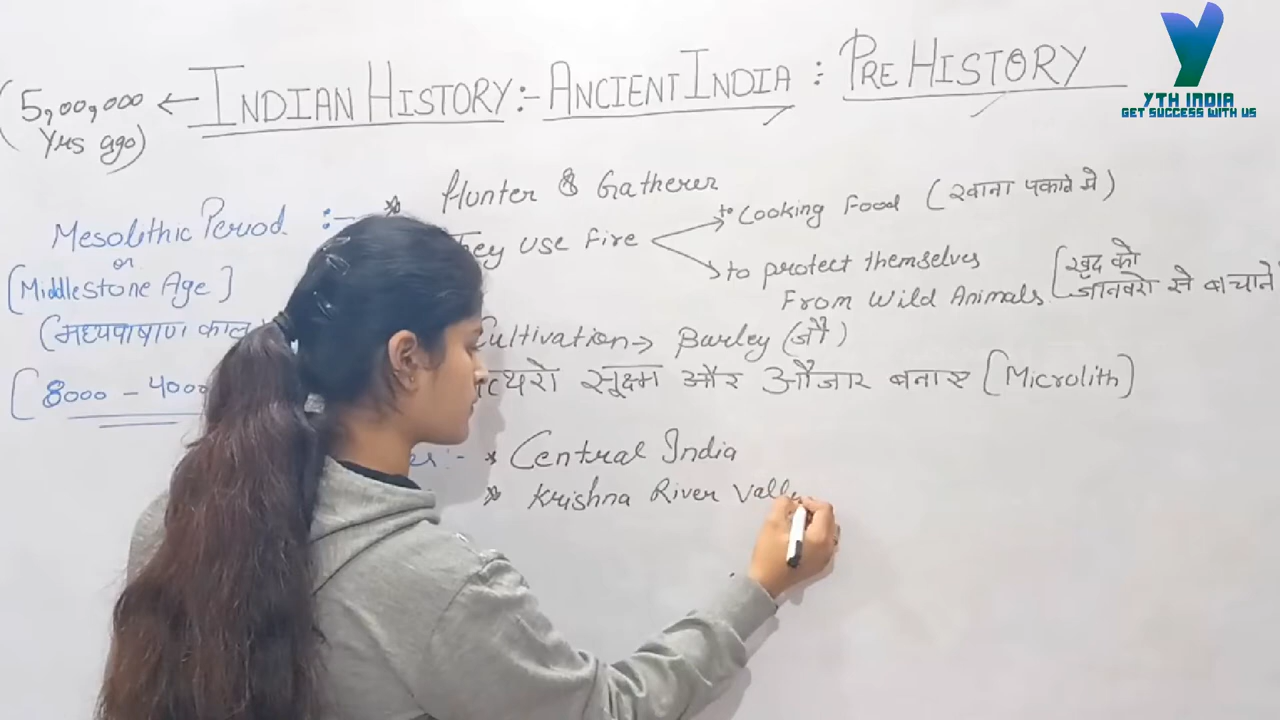 (5,00,000 ← INDIAN HISTORY :- ANCIENT INDIA : PRE HISTORY
Yrs ago)
YTH INDIA
GET SUCCESS WITH US
Mesolithic Period :- * Hunter & Gatherer
or
[Middlestone Age]
(मध्यपाषाण काल
[8000 - 4000
They use fire
to Cooking Food (खाना पकाने में)
to protect themselves
From Wild Animals
[खुद को
जानवरो से बचाने
Cultivation → Barley (जौ)
सूक्ष्म और औजार बनाए [Microlith]
:- * Central India
* Krishna River Valley